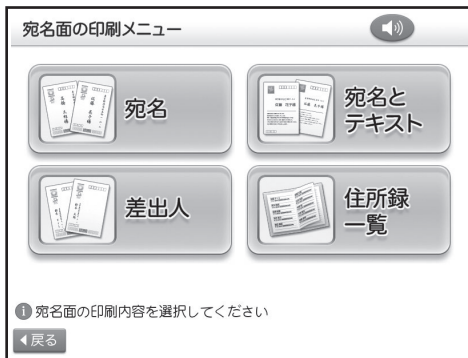 宛名面の印刷メニュー
宛名
宛名と
テキスト
差出人
住所録
一覧
宛名面の印刷内容を選択してください
戻る